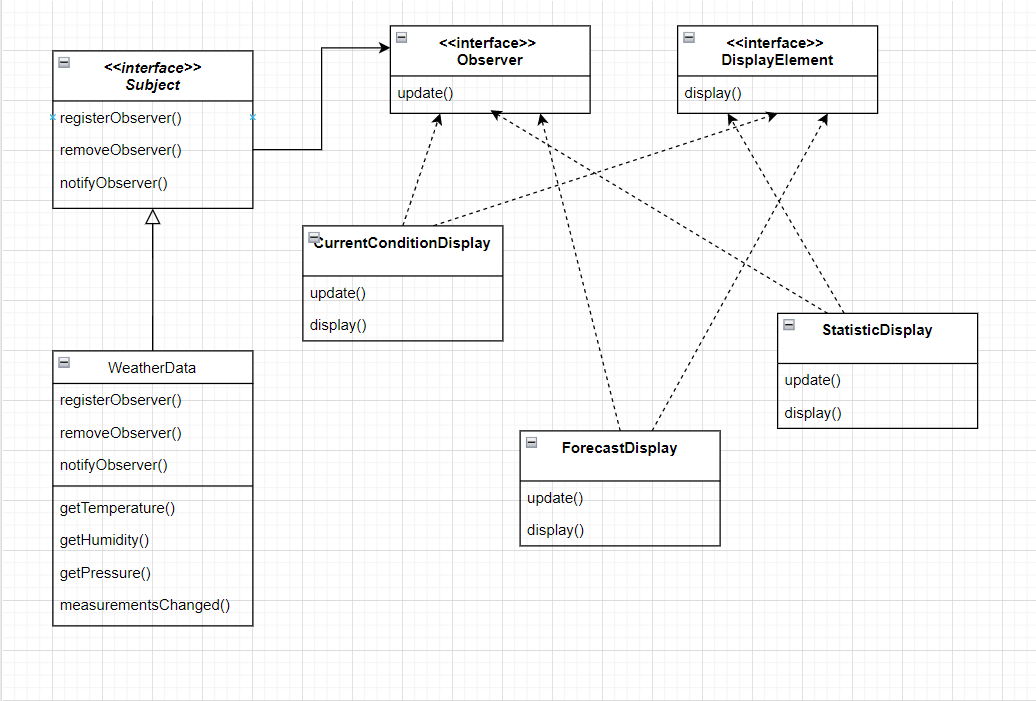 <<interface>>
Subject
registerObserver()
removeObserver()
notifyObserver()
<<interface>>
Observer
update()
<<interface>>
DisplayElement
display()
CurrentConditionDisplay
update()
display()
StatisticDisplay
update()
display()
WeatherData
registerObserver()
removeObserver()
notifyObserver()
getTemperature()
getHumidity()
getPressure()
measurementsChanged()
ForecastDisplay
update()
display()